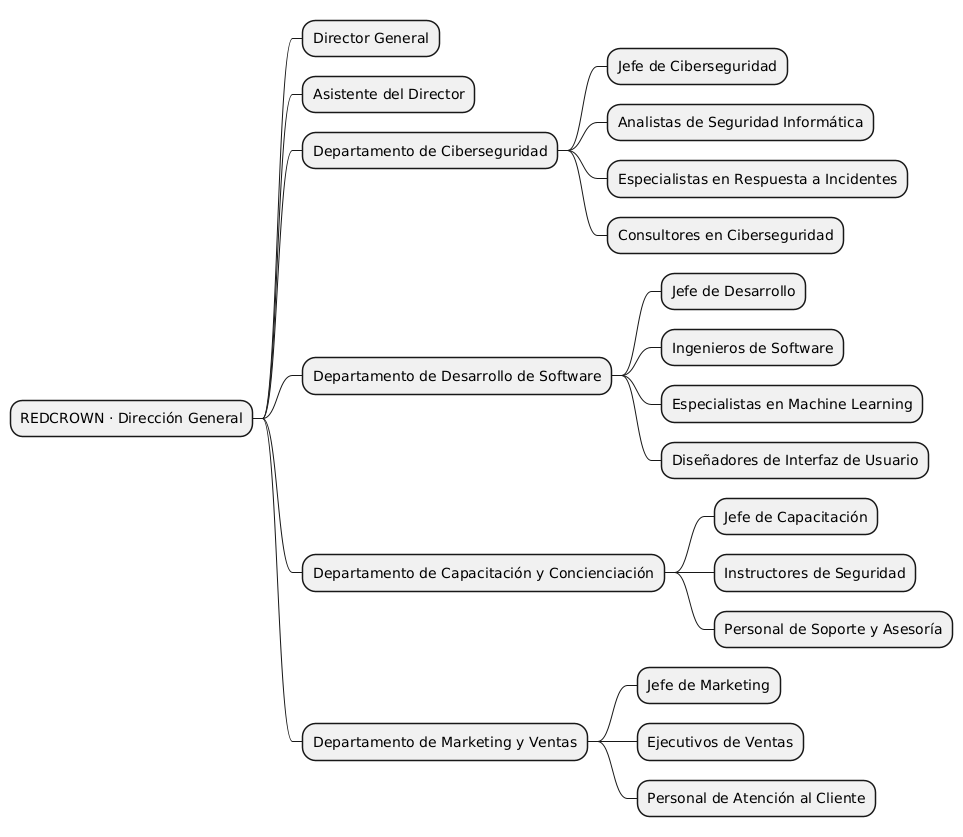 REDCROWN · Dirección General
Director General
Asistente del Director
Departamento de Ciberseguridad
Jefe de Ciberseguridad
Analistas de Seguridad Informática
Especialistas en Respuesta a Incidentes
Consultores en Ciberseguridad
Departamento de Desarrollo de Software
Jefe de Desarrollo
Ingenieros de Software
Especialistas en Machine Learning
Diseñadores de Interfaz de Usuario
Departamento de Capacitación y Concienciación
Jefe de Capacitación
Instructores de Seguridad
Personal de Soporte y Asesoría
Departamento de Marketing y Ventas
Jefe de Marketing
Ejecutivos de Ventas
Personal de Atención al Cliente